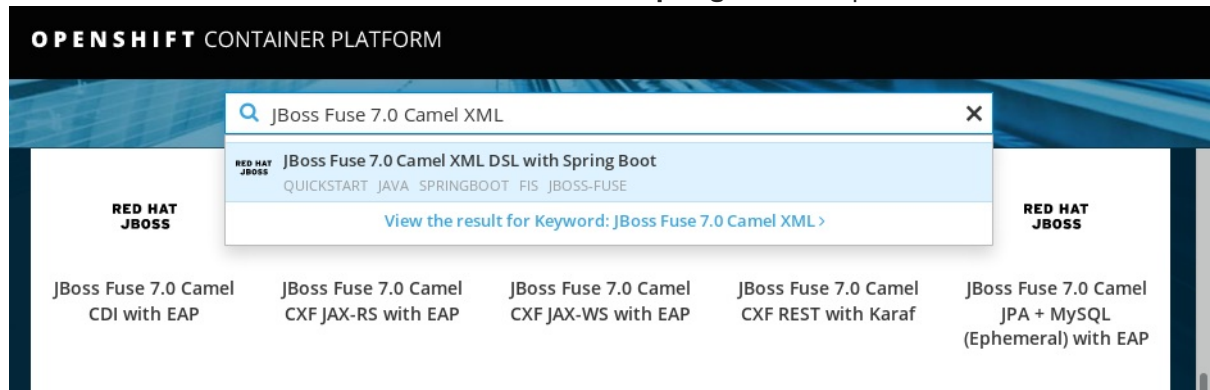 OPENSHIFT CONTAINER PLATFORM
JBoss Fuse 7.0 Camel XML
RED HAT
JBOSS
JBoss Fuse 7.0 Camel XML DSL with Spring Boot
QUICKSTART JAVA SPRINGBOOT FIS JBOSS-FUSE
View the result for Keyword: JBoss Fuse 7.0 Camel XML >
RED HAT
JBOSS
RED HAT
JBOSS
JBoss Fuse 7.0 Camel
CDI with EAP
JBoss Fuse 7.0 Camel
CXF JAX-RS with EAP
JBoss Fuse 7.0 Camel
CXF JAX-WS with EAP
JBoss Fuse 7.0 Camel
CXF REST with Karaf
JBoss Fuse 7.0 Camel
JPA + MySQL
(Ephemeral) with EAP